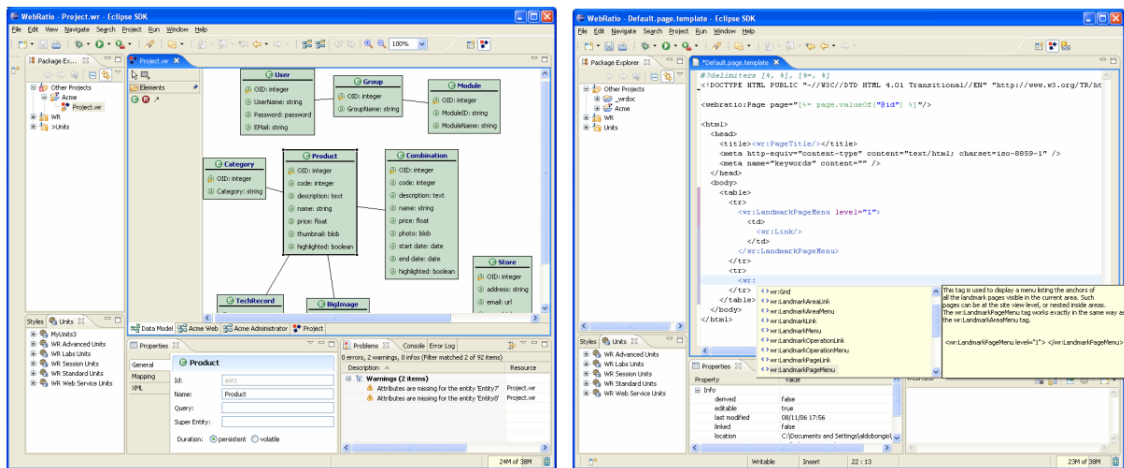 WebRatio - Project.wr - Eclipse SDK
File Edit View Navigate Search Project Run Window Help
100%
Package Ex...
Other Projects
Acme
Project.wr
WR
>Units
Project.wr
Elements
User
OID: integer
UserName: string
Password: password
EMail: string
Group
OID: integer
GroupName: string
Module
OID: integer
ModuleID: string
ModuleName: string
Category
OID: integer
Category: string
Product
OID: integer
code: integer
description: text
name: string
price: float
thumbnail: blob
highlighted: boolean
Combination
OID: integer
code: integer
description: text
name: string
price: float
photo: blob
start date: date
end date: date
highlighted: boolean
Store
OID: integer
address: string
email: url
TechRecord
BigImage
Data Model Acme Web Acme Administrator Project
Styles Units
MyUnits3
WR Advanced Units
WR Labs Units
WR Session Units
WR Standard Units
WR Web Service Units
Properties
General
Mapping
XML
Product
Id:
Name: Product
Query:
Super Entity:
Duration: persistent volatile
Problems Console Error Log
0 errors, 2 warnings, 0 infos (Filter matched 2 of 92 items)
Description Resource
Warnings (2 items)
Attributes are missing for the entity 'Entity7' Project.wr
Attributes are missing for the entity 'Entity8' Project.wr
24M of 38M
WebRatio - Default.page.template - Eclipse SDK
File Edit View Navigate Search Project Run Window Help
Package Explorer
Other Projects
_wrdoc
Acme
WR
Units
*Default.page.template
#?delimiters [%, %], [%=, %]
<!DOCTYPE HTML PUBLIC "-//W3C//DTD HTML 4.01 Transitional//EN" "http://www.w3.org/TR/ht
<webratio:Page page="[%= page.valueOf("@id") %]"/>
<html>
<head>
<title><wr:PageTitle/></title>
<meta http-equiv="content-type" content="text/html; charset=iso-8859-1" />
<meta name="keywords" content="" />
</head>
<body>
<table>
<tr>
<wr:LandmarkPageMenu level="1">
<td>
<wr:Link/>
</td>
</wr:LandmarkPageMenu>
</tr>
<tr>
<wr:
</tr>
</table>
</body>
</html>
wr:Grid
wr:LandmarkAreaLink
wr:LandmarkAreaMenu
wr:LandmarkLink
wr:LandmarkMenu
wr:LandmarkOperationLink
wr:LandmarkOperationMenu
wr:LandmarkPageLink
wr:LandmarkPageMenu
This tag is used to display a menu listing the anchors of
all the landmark pages visible in the current area. Such
pages can be at the site view level, or nested inside areas.
The wr:LandmarkPageMenu tag works exactly in the same way as
the wr:LandmarkAreaMenu tag.
<wr:LandmarkPageMenu level="1"> </wr:LandmarkPageMenu>
Styles Units
WR Advanced Units
WR Labs Units
WR Session Units
WR Standard Units
WR Web Service Units
Properties
Property Value
Info
derived false
editable true
last modified 08/11/06 17:56
linked false
location C:\Documents and Settings\aldobongio\
Writable Insert 22 : 13
23M of 38M